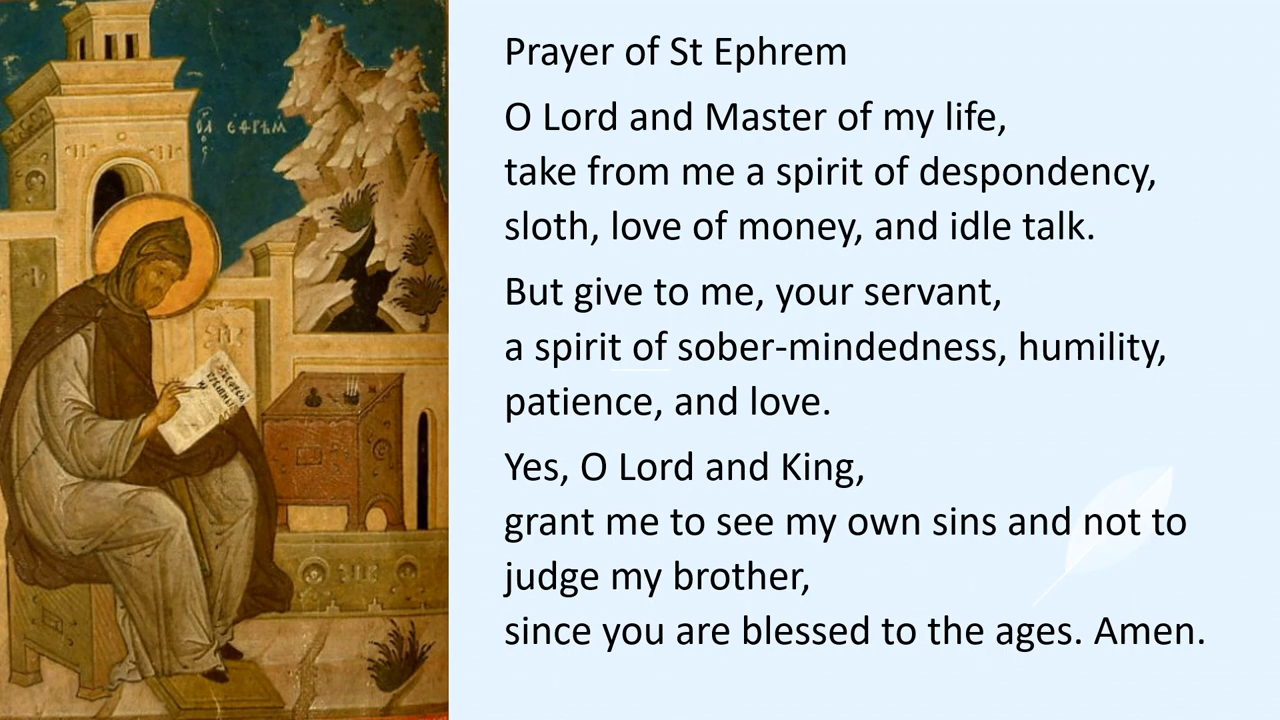 Prayer of St Ephrem
O Lord and Master of my life,
take from me a spirit of despondency,
sloth, love of money, and idle talk.
But give to me, your servant,
a spirit of sober-mindedness, humility,
patience, and love.
Yes, O Lord and King,
grant me to see my own sins and not to
judge my brother,
since you are blessed to the ages. Amen.